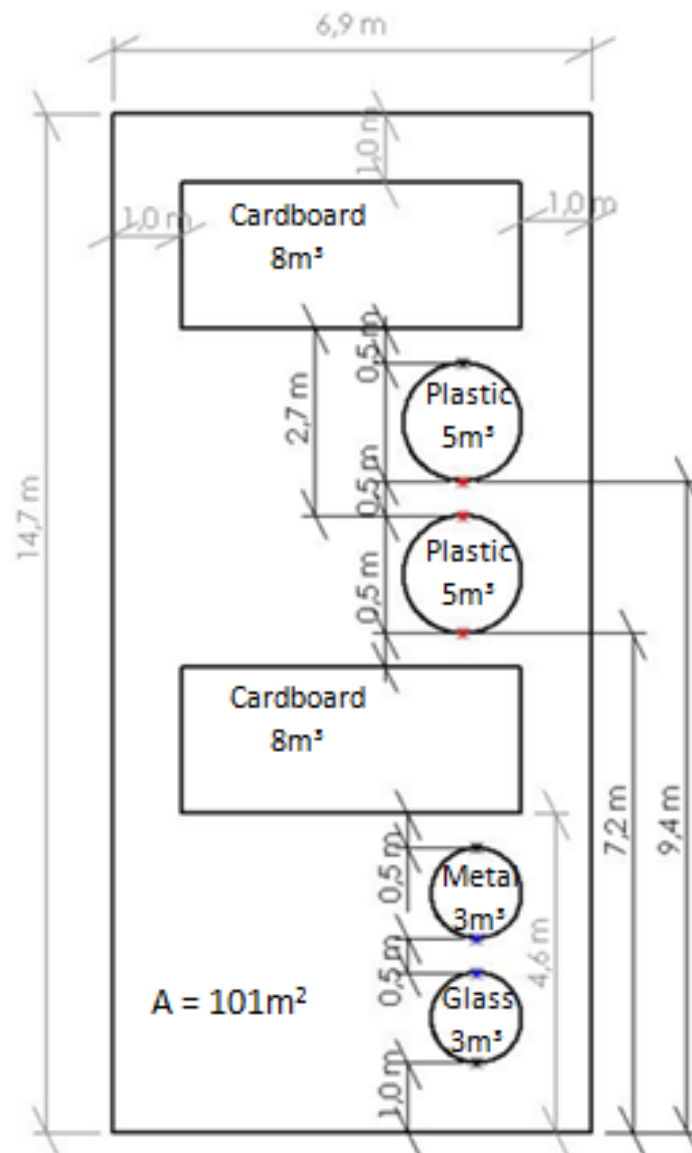 6,9 m
1,0 m
1,0 m
1,0 m
Cardboard
8m³
0,5 m
2,7 m
Plastic
5m³
14,7 m
0,5 m
Plastic
5m³
0,5 m
Cardboard
8m³
7,2 m
9,4 m
0,5 m
Metal
3m³
4,6 m
0,5 m
A = 101m²
Glass
3m³
1,0 m